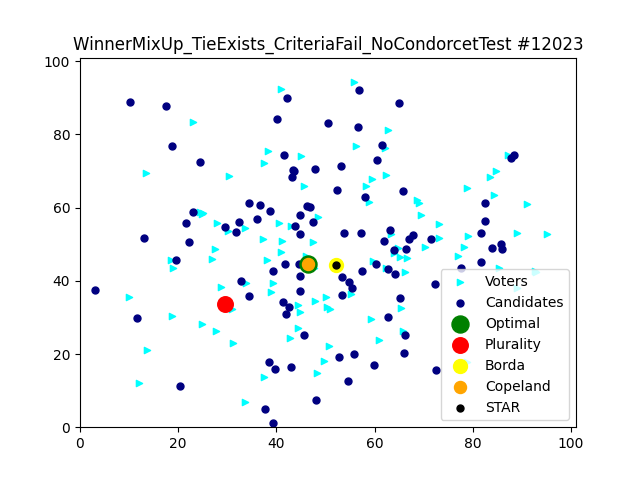 WinnerMixUp_TieExists_CriteriaFail_NoCondorcetTest #12023
100
80
60
40
20
0
0 20 40 60 80 100
Voters
Candidates
Optimal
Plurality
Borda
Copeland
STAR